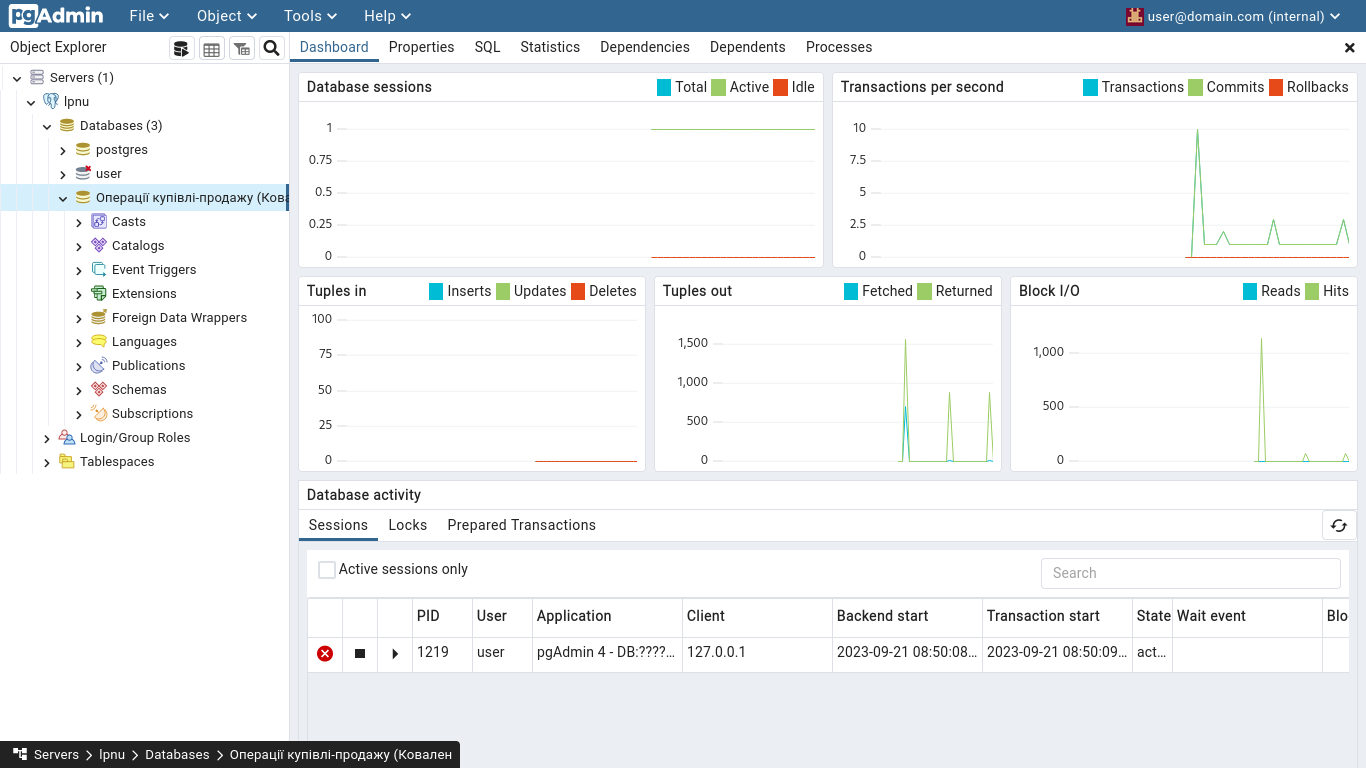 pgAdmin File Object Tools Help user@domain.com (internal)
Object Explorer
Dashboard Properties SQL Statistics Dependencies Dependents Processes
Servers (1)
lpnu
Databases (3)
postgres
user
Операції купівлі-продажу (Кова
Casts
Catalogs
Event Triggers
Extensions
Foreign Data Wrappers
Languages
Publications
Schemas
Subscriptions
Login/Group Roles
Tablespaces
Database sessions Total Active Idle
1
0.75
0.5
0.25
0
Transactions per second Transactions Commits Rollbacks
10
7.5
5
2.5
0
Tuples in Inserts Updates Deletes
100
75
50
25
0
Tuples out Fetched Returned
1,500
1,000
500
0
Block I/O Reads Hits
1,000
500
0
Database activity
Sessions Locks Prepared Transactions
Active sessions only Search
PID User Application Client Backend start Transaction start State Wait event Blo
1219 user pgAdmin 4 - DB:????... 127.0.0.1 2023-09-21 08:50:08... 2023-09-21 08:50:09... act...
Servers > lpnu > Databases > Операції купівлі-продажу (Ковален